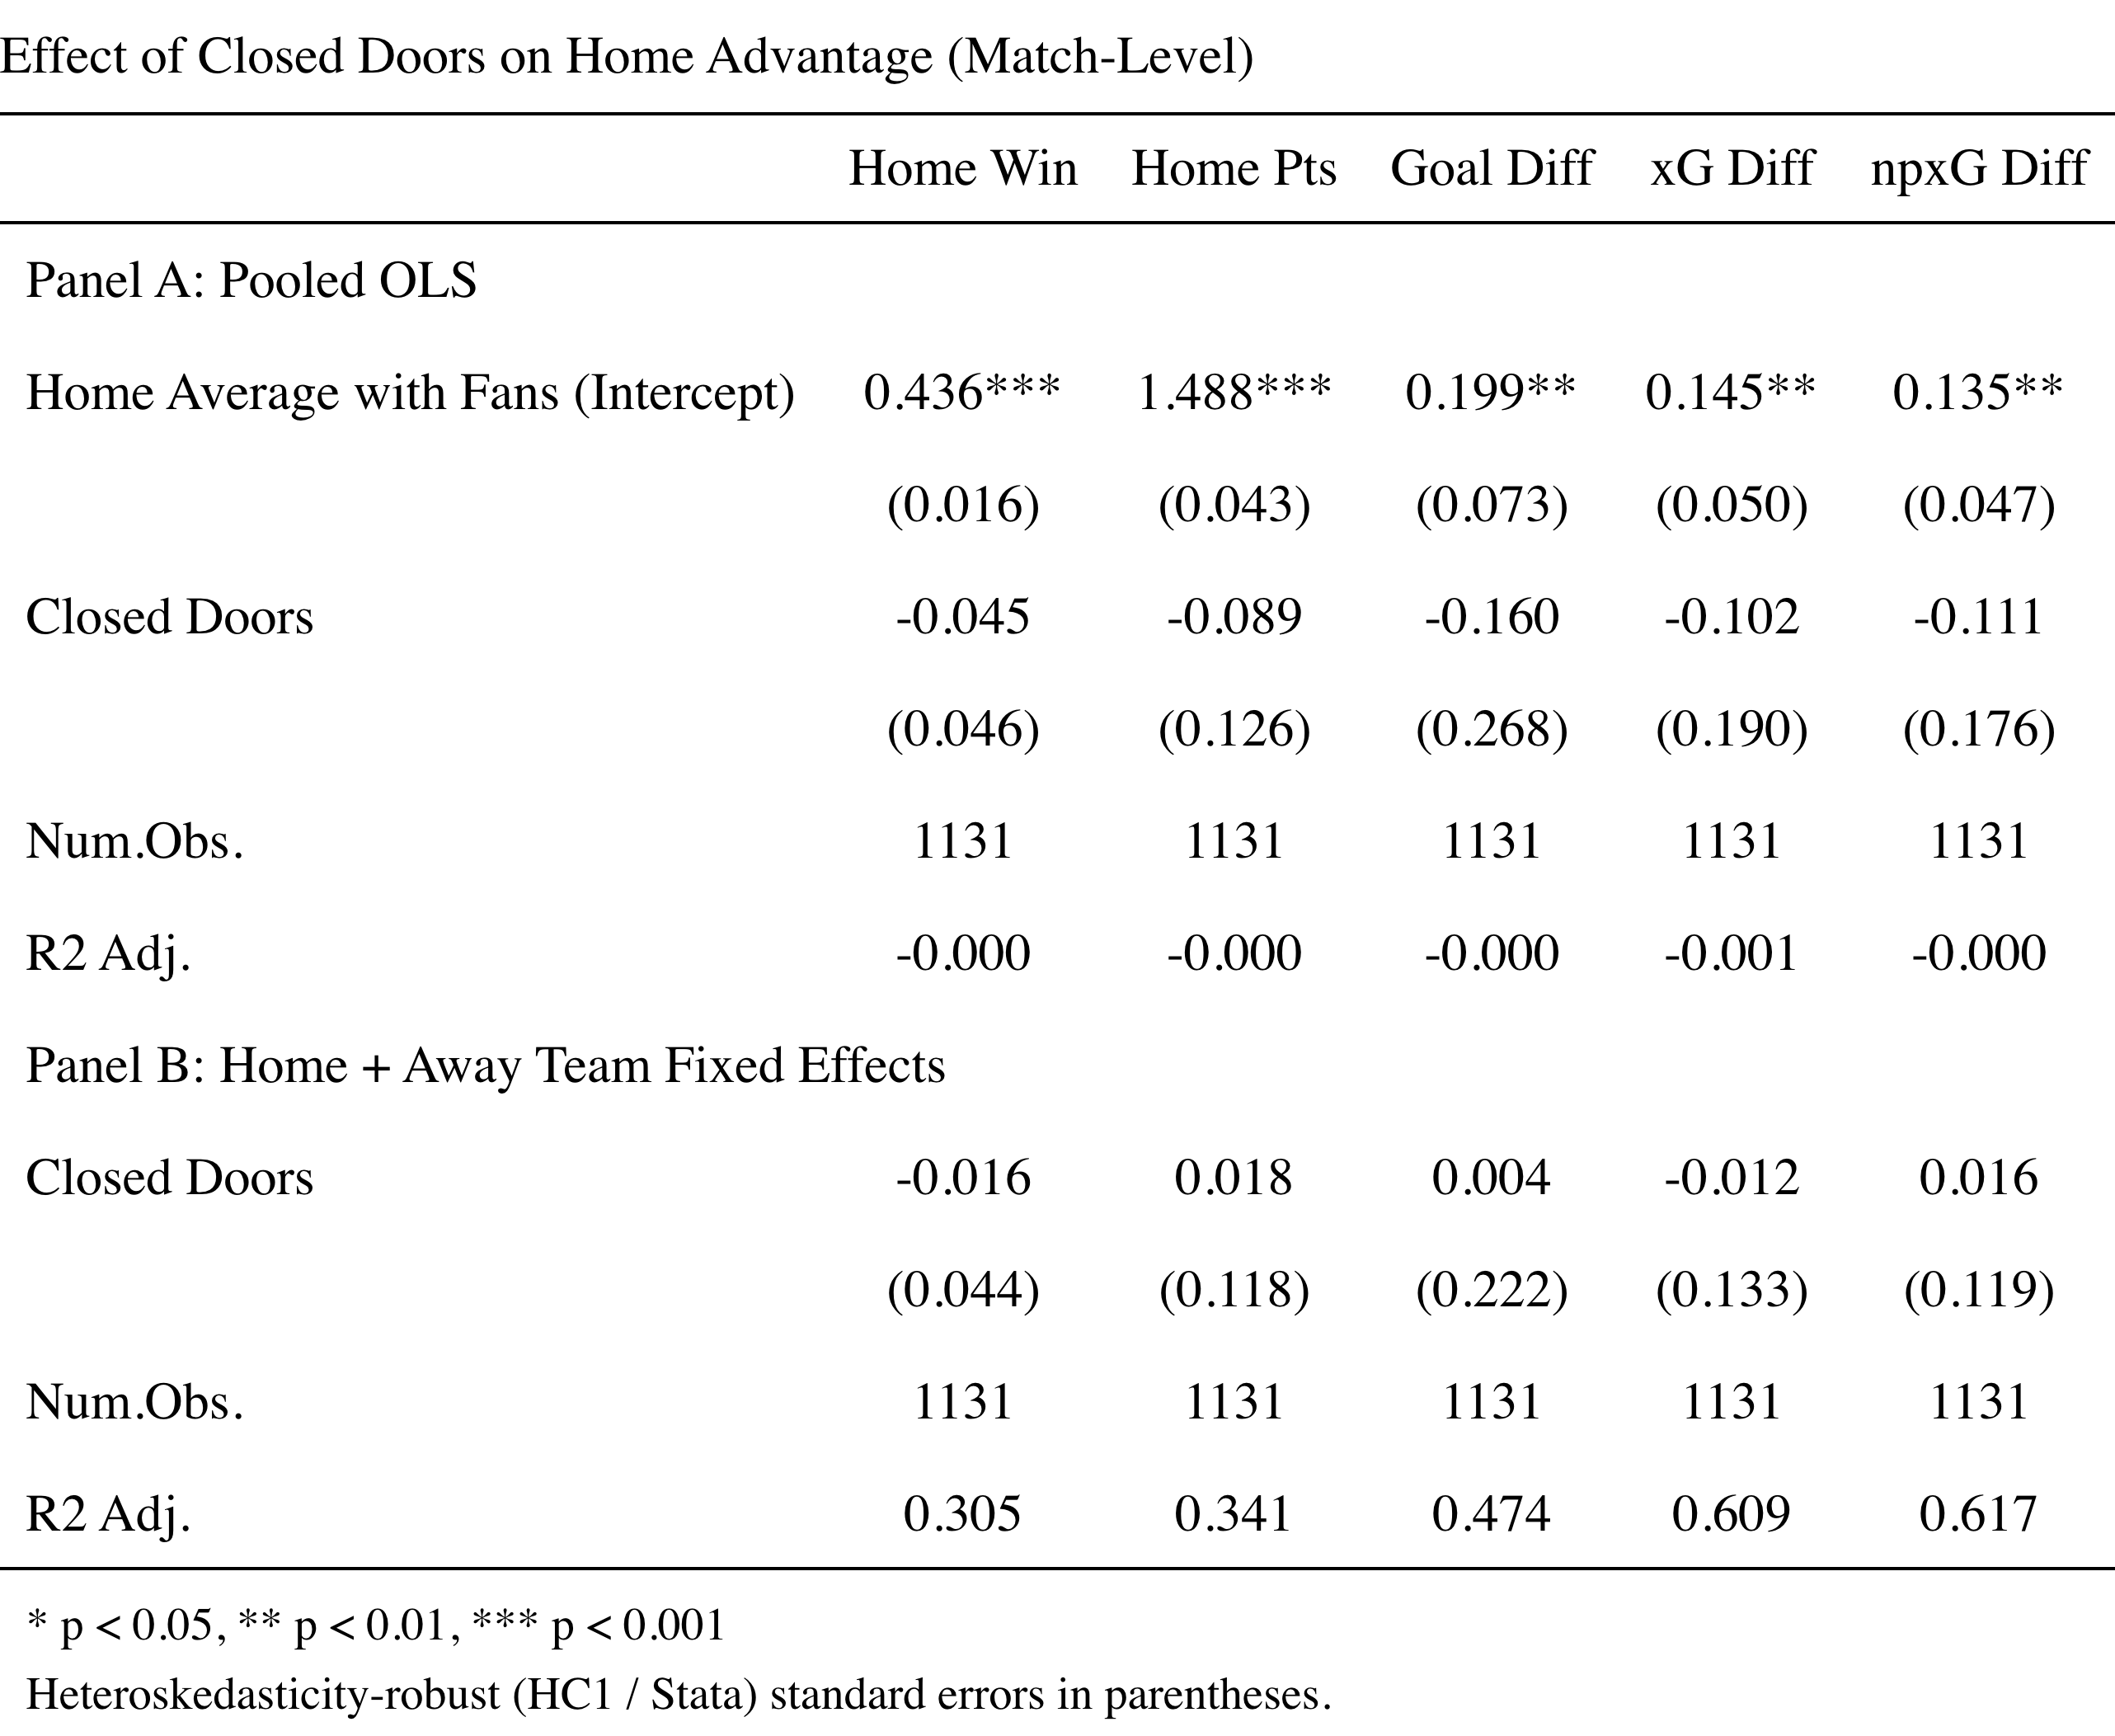 Effect of Closed Doors on Home Advantage (Match-Level)
Home Win Home Pts Goal Diff xG Diff npxG Diff
Panel A: Pooled OLS
Home Average with Fans (Intercept) 0.436*** 1.488*** 0.199** 0.145** 0.135**
(0.016) (0.043) (0.073) (0.050) (0.047)
Closed Doors -0.045 -0.089 -0.160 -0.102 -0.111
(0.046) (0.126) (0.268) (0.190) (0.176)
Num.Obs. 1131 1131 1131 1131 1131
R2 Adj. -0.000 -0.000 -0.000 -0.001 -0.000
Panel B: Home + Away Team Fixed Effects
Closed Doors -0.016 0.018 0.004 -0.012 0.016
(0.044) (0.118) (0.222) (0.133) (0.119)
Num.Obs. 1131 1131 1131 1131 1131
R2 Adj. 0.305 0.341 0.474 0.609 0.617
* p < 0.05, ** p < 0.01, *** p < 0.001
Heteroskedasticity-robust (HC1 / Stata) standard errors in parentheses.